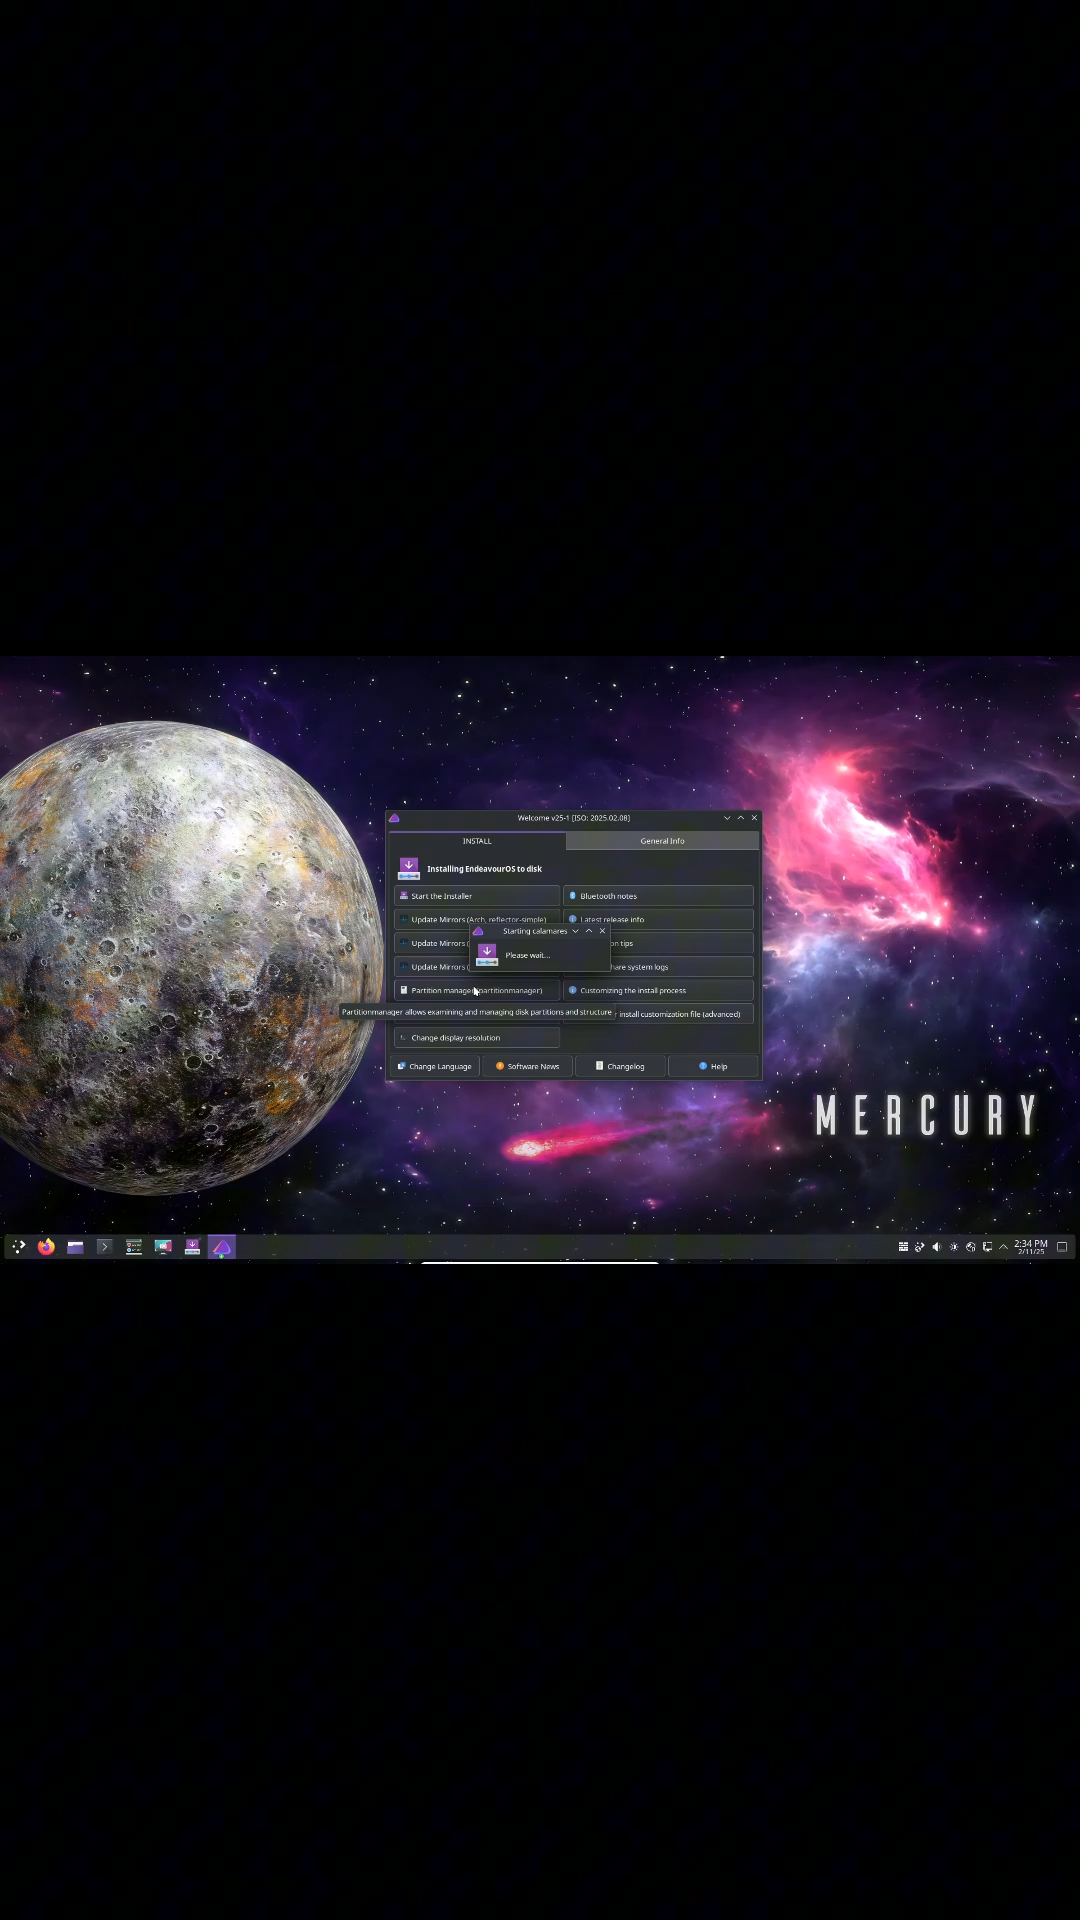 Welcome v25-1 [ISO: 2025.02.08]
INSTALL
General Info
Installing EndeavourOS to disk
Start the Installer
Bluetooth notes
Update Mirrors (Arch, reflector-simple)
Latest release info
Starting calamares
Update Mirrors (
on tips
Please wait...
Update Mirrors (
hare system logs
Partition manager (partitionmanager)
Customizing the install process
Partitionmanager allows examining and managing disk partitions and structure
install customization file (advanced)
Change display resolution
Change Language
Software News
Changelog
Help
MERCURY
2:34 PM
2/11/25